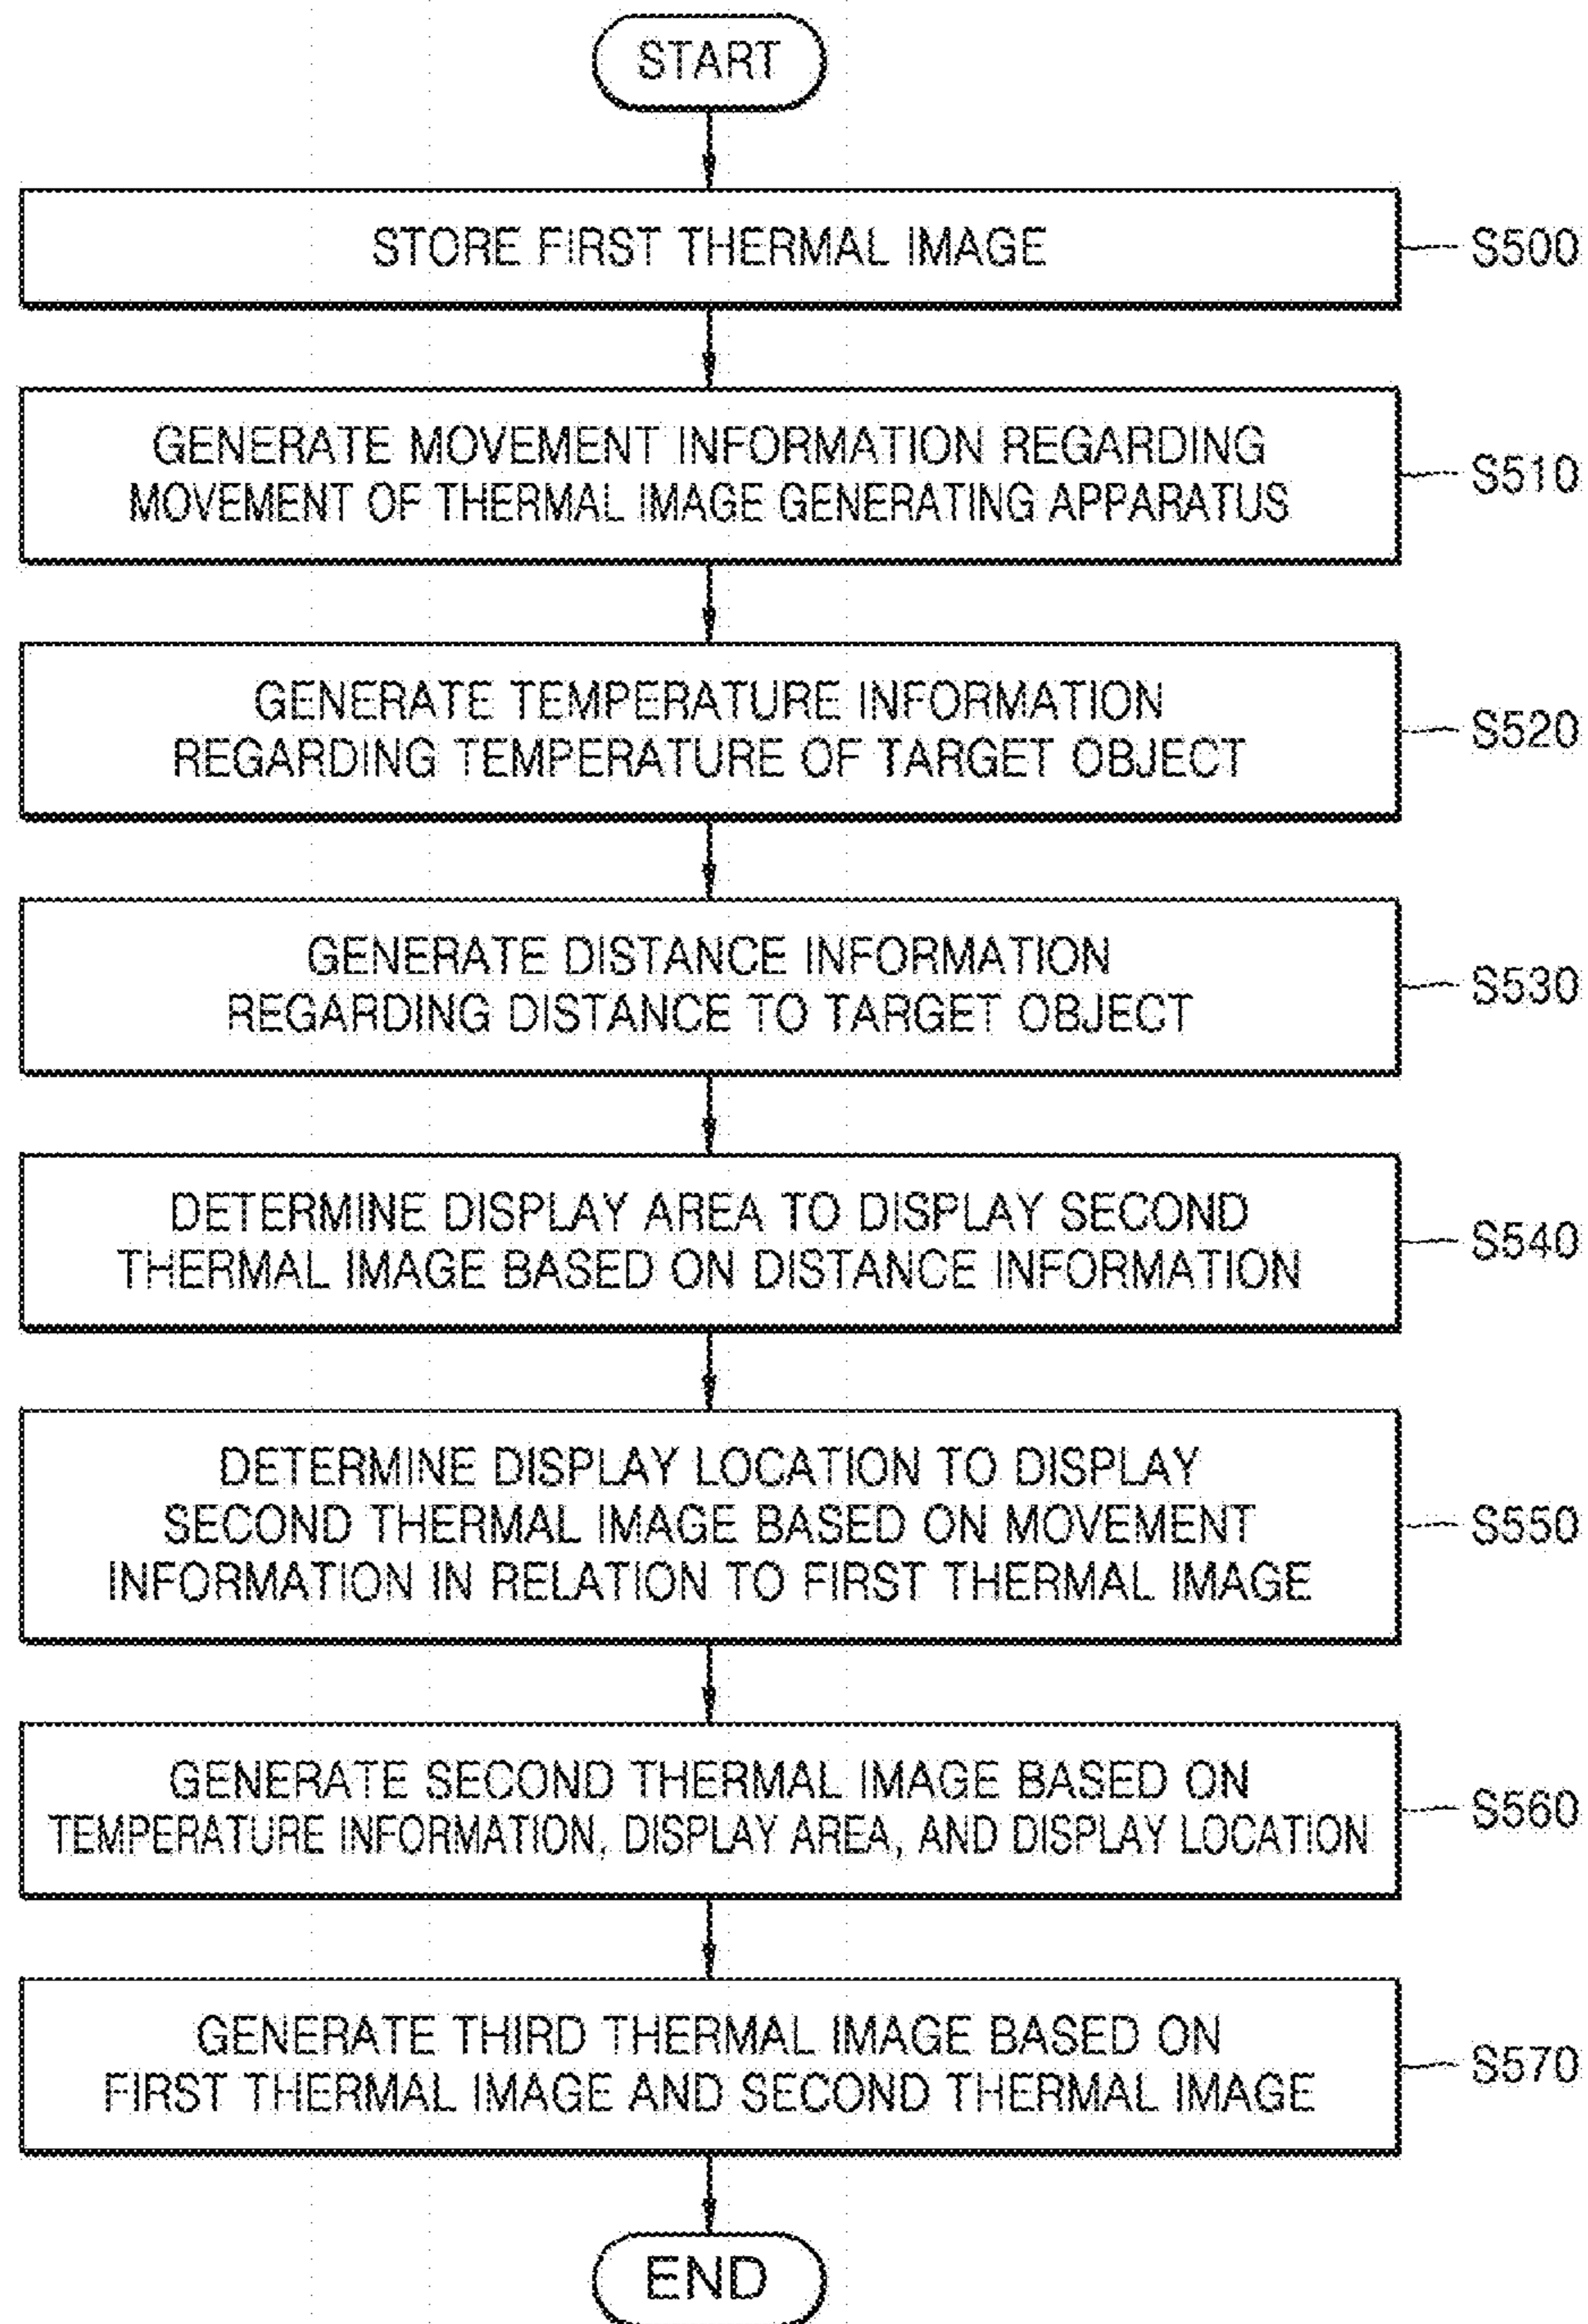 START
STORE FIRST THERMAL IMAGE
S500
GENERATE MOVEMENT INFORMATION REGARDING
MOVEMENT OF THERMAL IMAGE GENERATING APPARATUS
S510
GENERATE TEMPERATURE INFORMATION
REGARDING TEMPERATURE OF TARGET OBJECT
S520
GENERATE DISTANCE INFORMATION
REGARDING DISTANCE TO TARGET OBJECT
S530
DETERMINE DISPLAY AREA TO DISPLAY SECOND
THERMAL IMAGE BASED ON DISTANCE INFORMATION
S540
DETERMINE DISPLAY LOCATION TO DISPLAY
SECOND THERMAL IMAGE BASED ON MOVEMENT
INFORMATION IN RELATION TO FIRST THERMAL IMAGE
S550
GENERATE SECOND THERMAL IMAGE BASED ON
TEMPERATURE INFORMATION, DISPLAY AREA, AND DISPLAY LOCATION
S560
GENERATE THIRD THERMAL IMAGE BASED ON
FIRST THERMAL IMAGE AND SECOND THERMAL IMAGE
S570
END